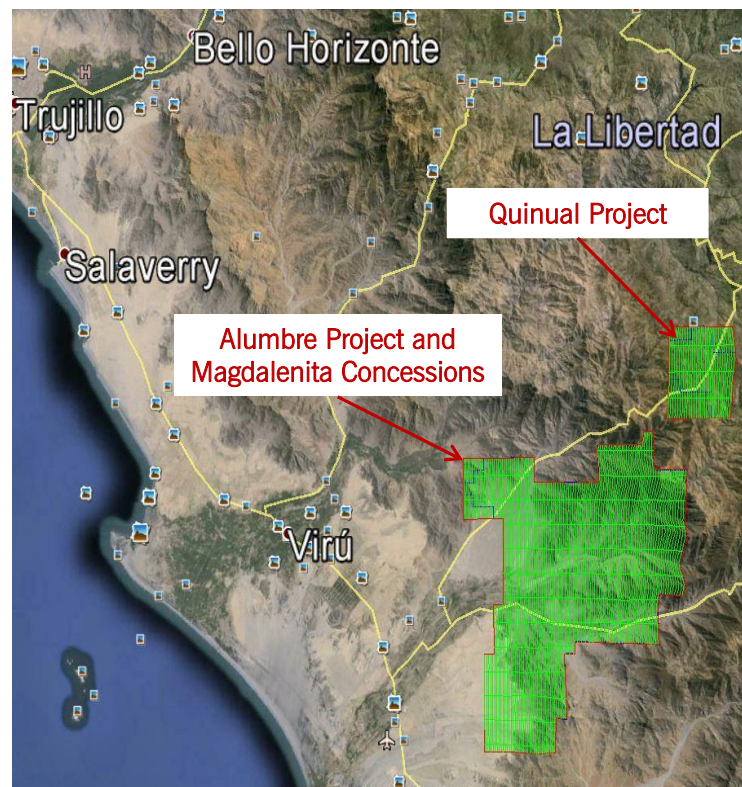 Bello Horizonte
H
Trujillo
La Libertad
Quinual Project
Salaverry
Alumbre Project and
Magdalenita Concessions
Virú